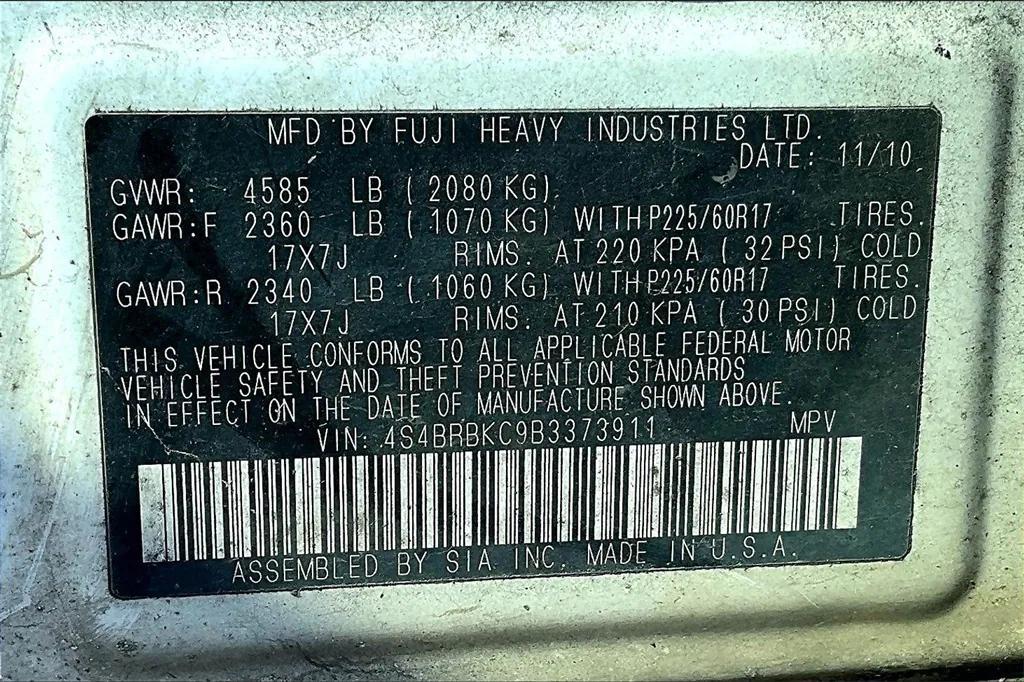 MFD BY FUJI HEAVY INDUSTRIES LTD.
DATE: 11/10
GVWR: 4585 LB ( 2080 KG)
GAWR:F 2360 LB ( 1070 KG) WITH P225/60R17 TIRES.
17X7J RIMS. AT 220 KPA ( 32 PSI) COLD
GAWR:R 2340 LB ( 1060 KG) WITH P225/60R17 TIRES.
17X7J RIMS. AT 210 KPA ( 30 PSI) COLD
THIS VEHICLE CONFORMS TO ALL APPLICABLE FEDERAL MOTOR
VEHICLE SAFETY AND THEFT PREVENTION STANDARDS
IN EFFECT ON THE DATE OF MANUFACTURE SHOWN ABOVE.
VIN: 4S4BRBKC9B3373911 MPV
ASSEMBLED BY SIA INC. MADE IN U.S.A.